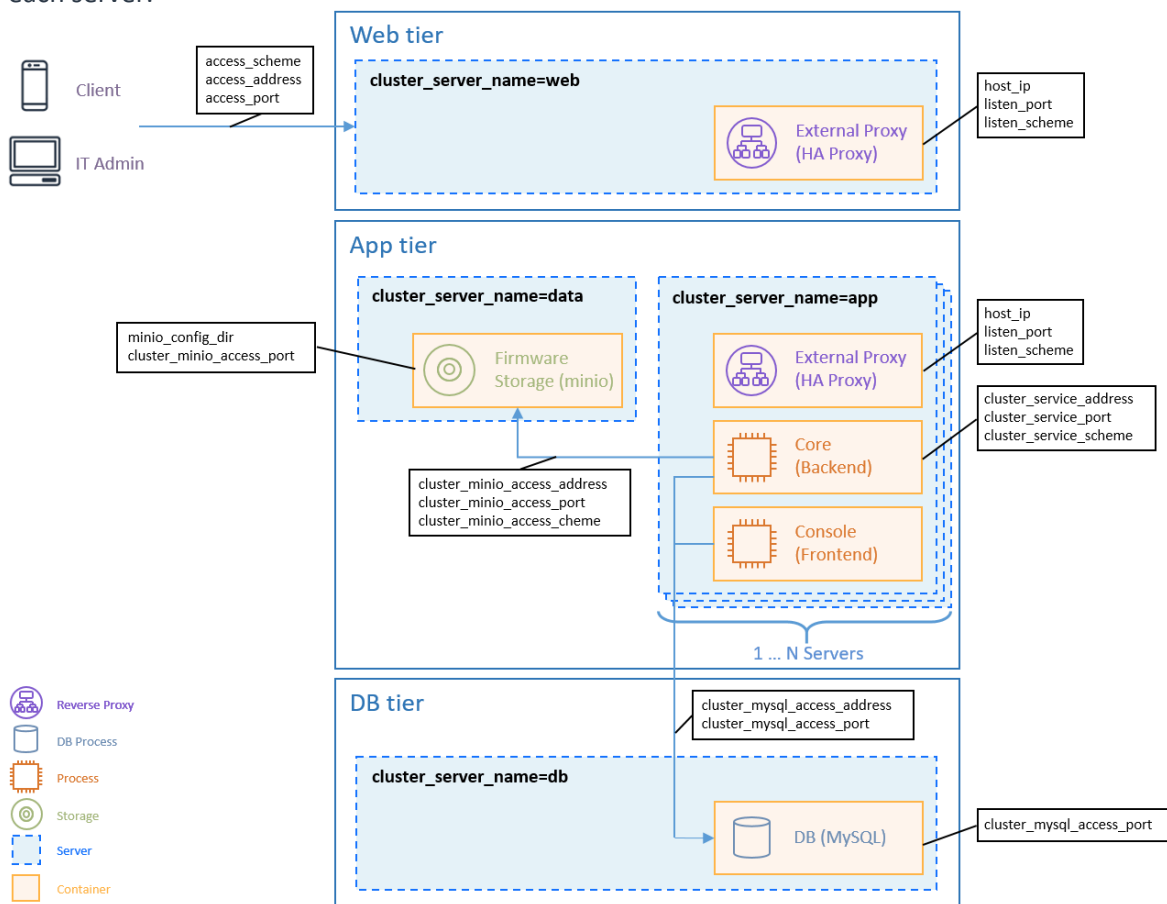 each server.
Web tier
cluster_server_name=web
access_scheme
access_address
access_port
Client
IT Admin
External Proxy
(HA Proxy)
host_ip
listen_port
listen_scheme
App tier
cluster_server_name=data
Firmware
Storage (minio)
minio_config_dir
cluster_minio_access_port
cluster_server_name=app
External Proxy
(HA Proxy)
host_ip
listen_port
listen_scheme
Core
(Backend)
cluster_service_address
cluster_service_port
cluster_service_scheme
cluster_minio_access_address
cluster_minio_access_port
cluster_minio_access_cheme
Console
(Frontend)
1 ... N Servers
DB tier
cluster_mysql_access_address
cluster_mysql_access_port
cluster_server_name=db
DB (MySQL)
cluster_mysql_access_port
Reverse Proxy
DB Process
Process
Storage
Server
Container